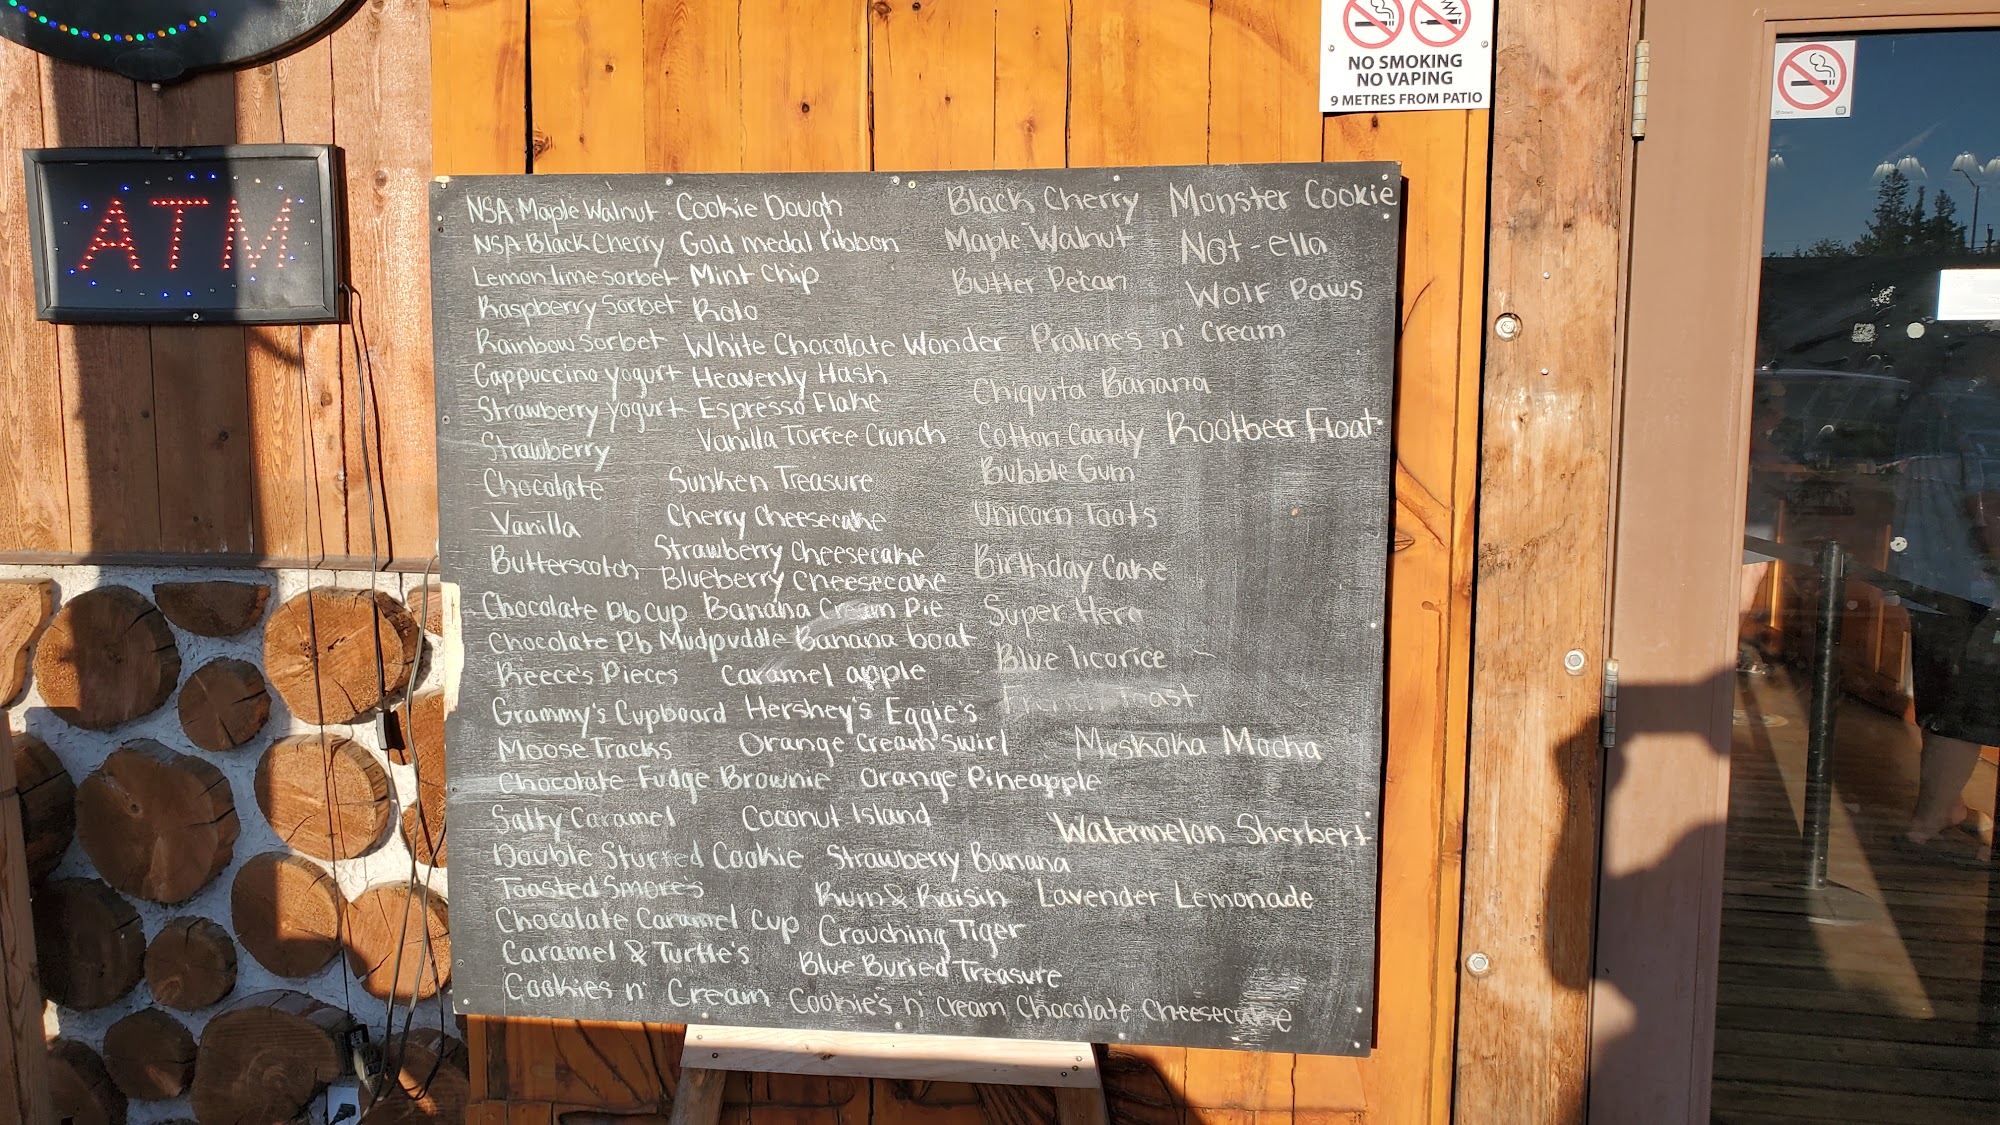 ATM
NO SMOKING
NO VAPING
9 METRES FROM PATIO
NSA Maple Walnut
NSA Black Cherry
Lemon lime sorbet
Raspberry Sorbet
Rainbow Sorbet
Cappuccino yogurt
Strawberry yogurt
Strawberry
Chocolate
Vanilla
Butterscotch
Chocolate Pb Cup
Chocolate Pb Mudpuddle
Reece's Pieces
Grammy's Cupboard
Moose Tracks
Chocolate Fudge Brownie
Salty Caramel
Double Stuffed Cookie
Toasted Smore's
Chocolate Caramel Cup
Caramel & Turtle's
Cookies n' Cream
Cookie Dough
Gold medal ribbon
Mint Chip
Rolo
White Chocolate Wonder
Heavenly Hash
Espresso Flake
Vanilla Toffee Crunch
Sunken Treasure
Cherry Cheesecake
Strawberry Cheesecake
Blueberry Cheesecake
Banana Cream Pie
Banana boat
Caramel apple
Hershey's Eggie's
Orange Cream Swirl
Orange Pineapple
Coconut Island
Strawberry Banana
Rum & Raisin
Crouching Tiger
Blue Buried Treasure
Cookie's n' Cream Chocolate Cheesecake
Black Cherry
Maple Walnut
Butter Pecan
Pralines n' Cream
Chiquita Banana
Cotton Candy
Bubble Gum
Unicorn Toots
Birthday Cake
Super Hero
Blue licorice
French toast
Muskoka Mocha
Watermelon Sherbert
Lavender Lemonade
Monster Cookie
Not-ella
Wolf Paws
Rootbeer Float